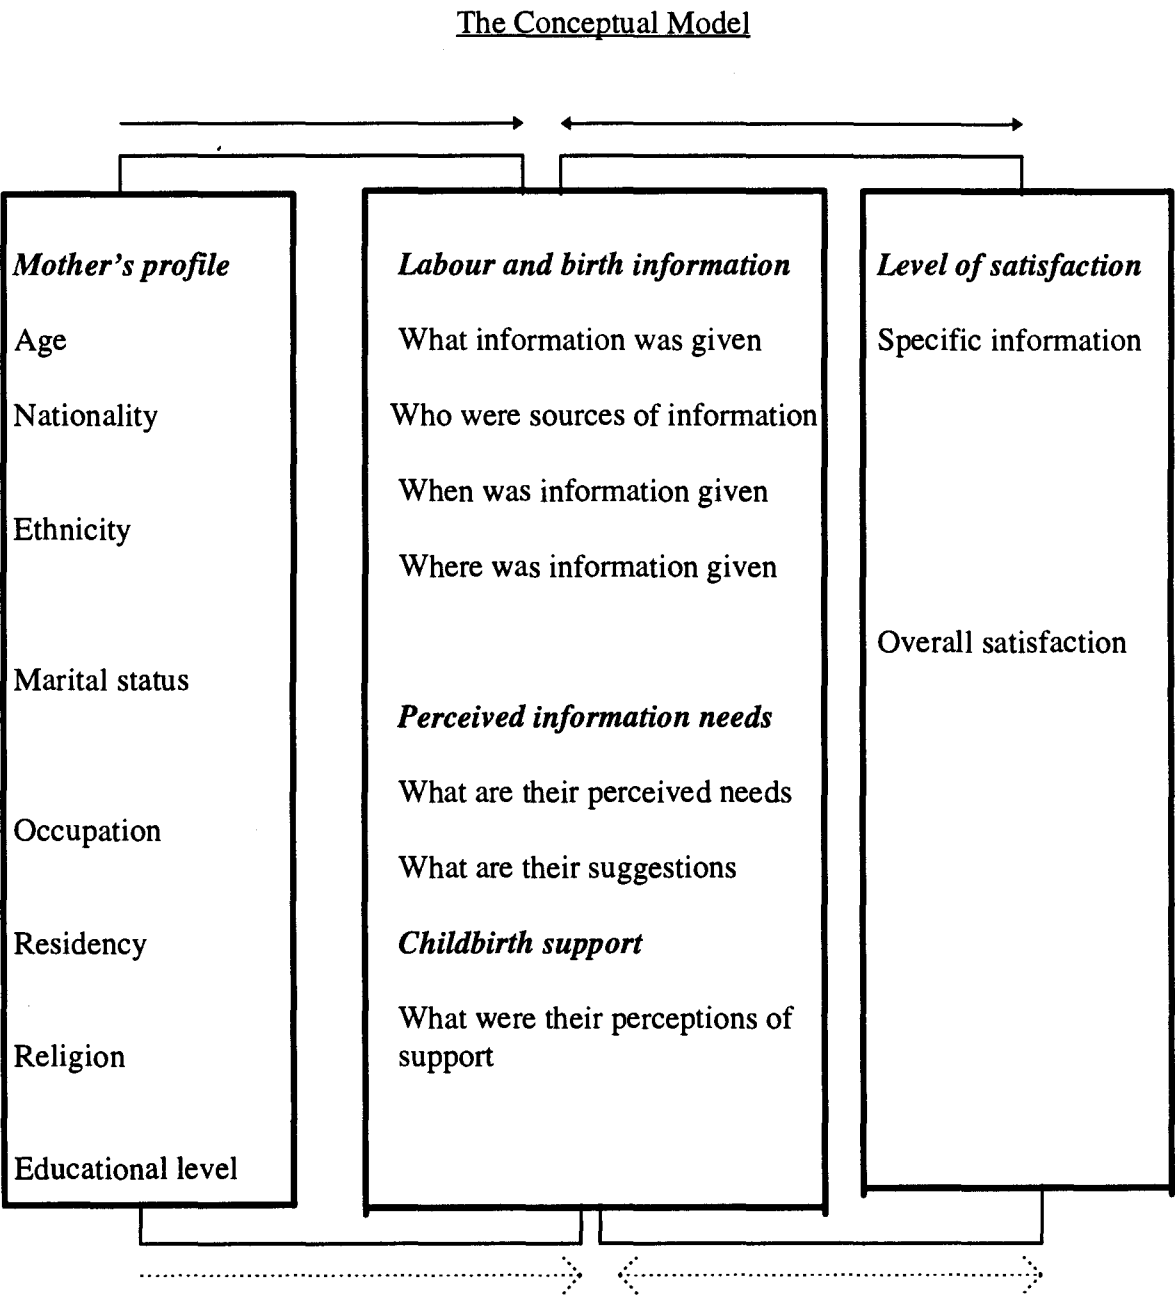 The Conceptual Model
Mother's profile
Age
Nationality
Ethnicity
Marital status
Occupation
Residency
Religion
Educational level
Labour and birth information
What information was given
Who were sources of information
When was information given
Where was information given
Perceived information needs
What are their perceived needs
What are their suggestions
Childbirth support
What were their perceptions of
support
Level of satisfaction
Specific information
Overall satisfaction